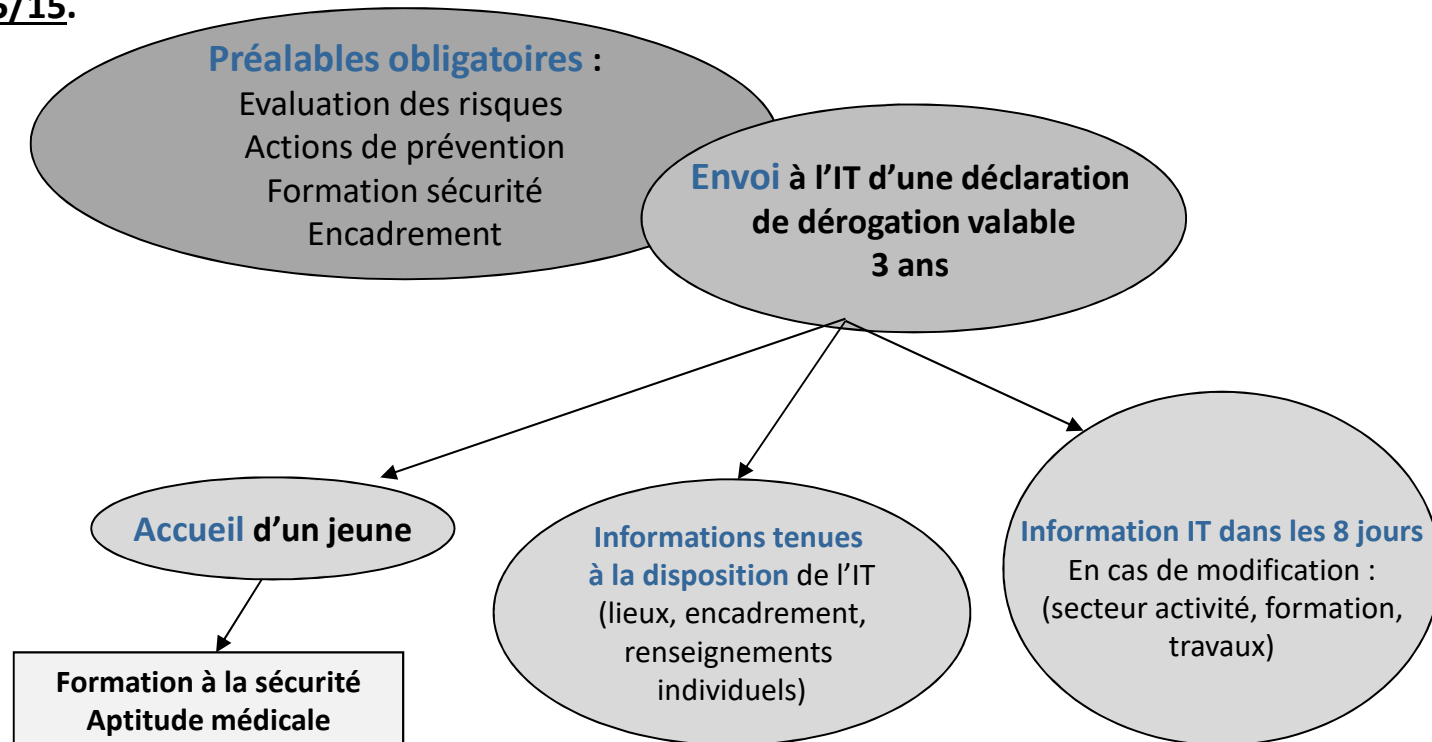 5/15.
Préalables obligatoires :
Evaluation des risques
Actions de prévention
Formation sécurité
Encadrement
Envoi à l’IT d’une déclaration
de dérogation valable
3 ans
Accueil d’un jeune
Formation à la sécurité
Aptitude médicale
Informations tenues
à la disposition de l’IT
(lieux, encadrement,
renseignements
individuels)
Information IT dans les 8 jours
En cas de modification :
(secteur activité, formation,
travaux)